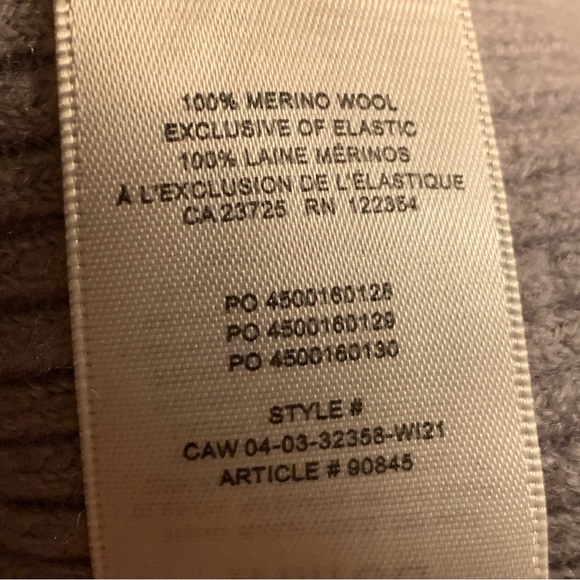 100% MERINO WOOL
EXCLUSIVE OF ELASTIC
100% LAINE MÉRINOS
À L'EXCLUSION DE L'ÉLASTIQUE
CA 23725 RN 122354
PO 4500160128
PO 4500160129
PO 4500160130
STYLE #
CAW 04-03-32358-WI21
ARTICLE # 90845